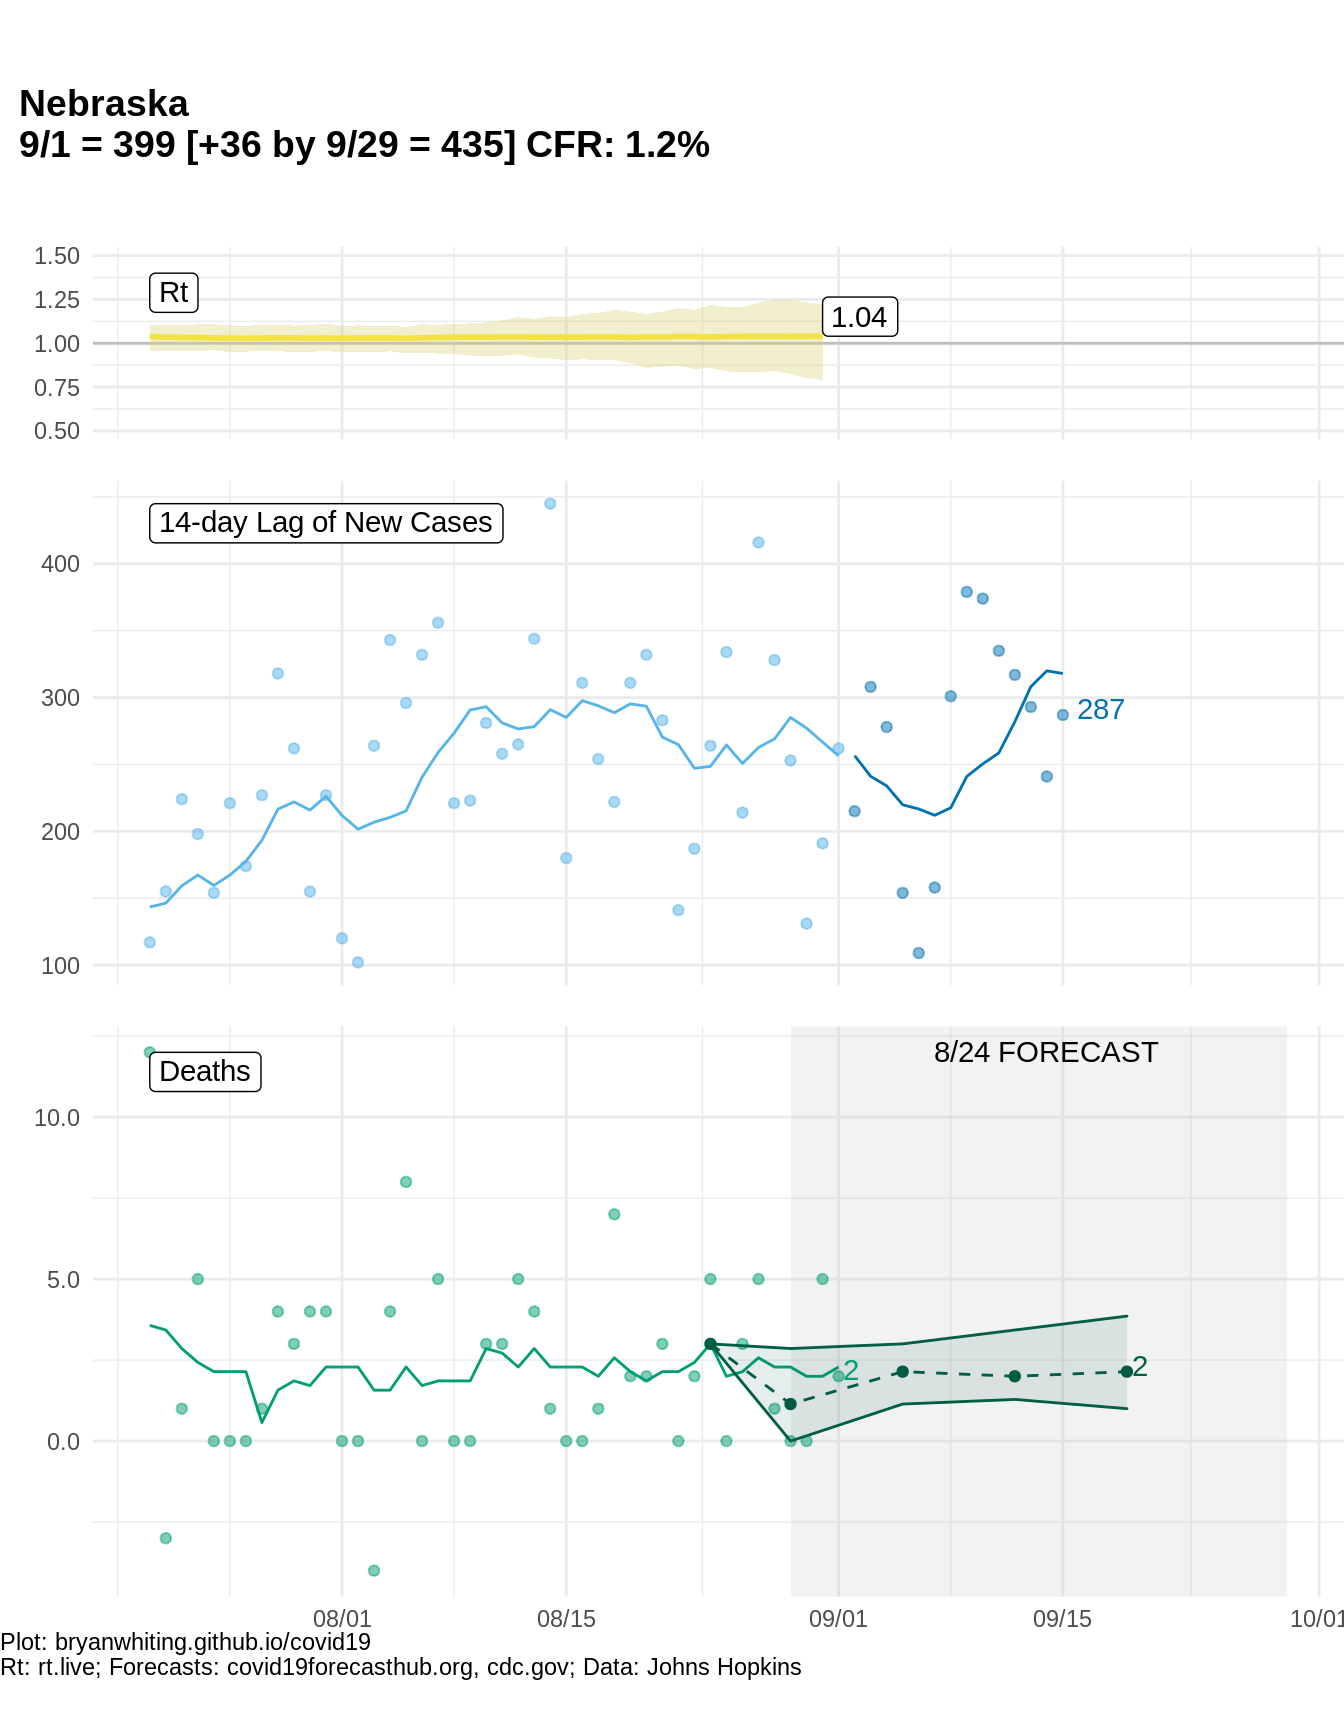 Nebraska
9/1 = 399 [+36 by 9/29 = 435] CFR: 1.2%
1.50
Rt
1.25
1.04
1.00
0.75
0.50
14-day Lag of New Cases
400
300
287
200
100
8/24 FORECAST
Deaths
10.0
5.0
2
2
0.0
08/01
08/15
09/01
09/15
10/01
Plot: bryanwhiting.github.io/covid19
Rt: rt.live; Forecasts: covid19forecasthub.org, cdc.gov; Data: Johns Hopkins